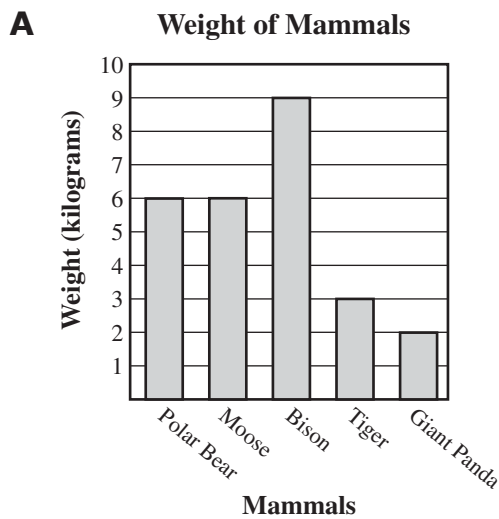 A
Weight of Mammals
Weight (kilograms)
10
9
8
7
6
5
4
3
2
1
Polar Bear
Moose
Bison
Tiger
Giant Panda
Mammals